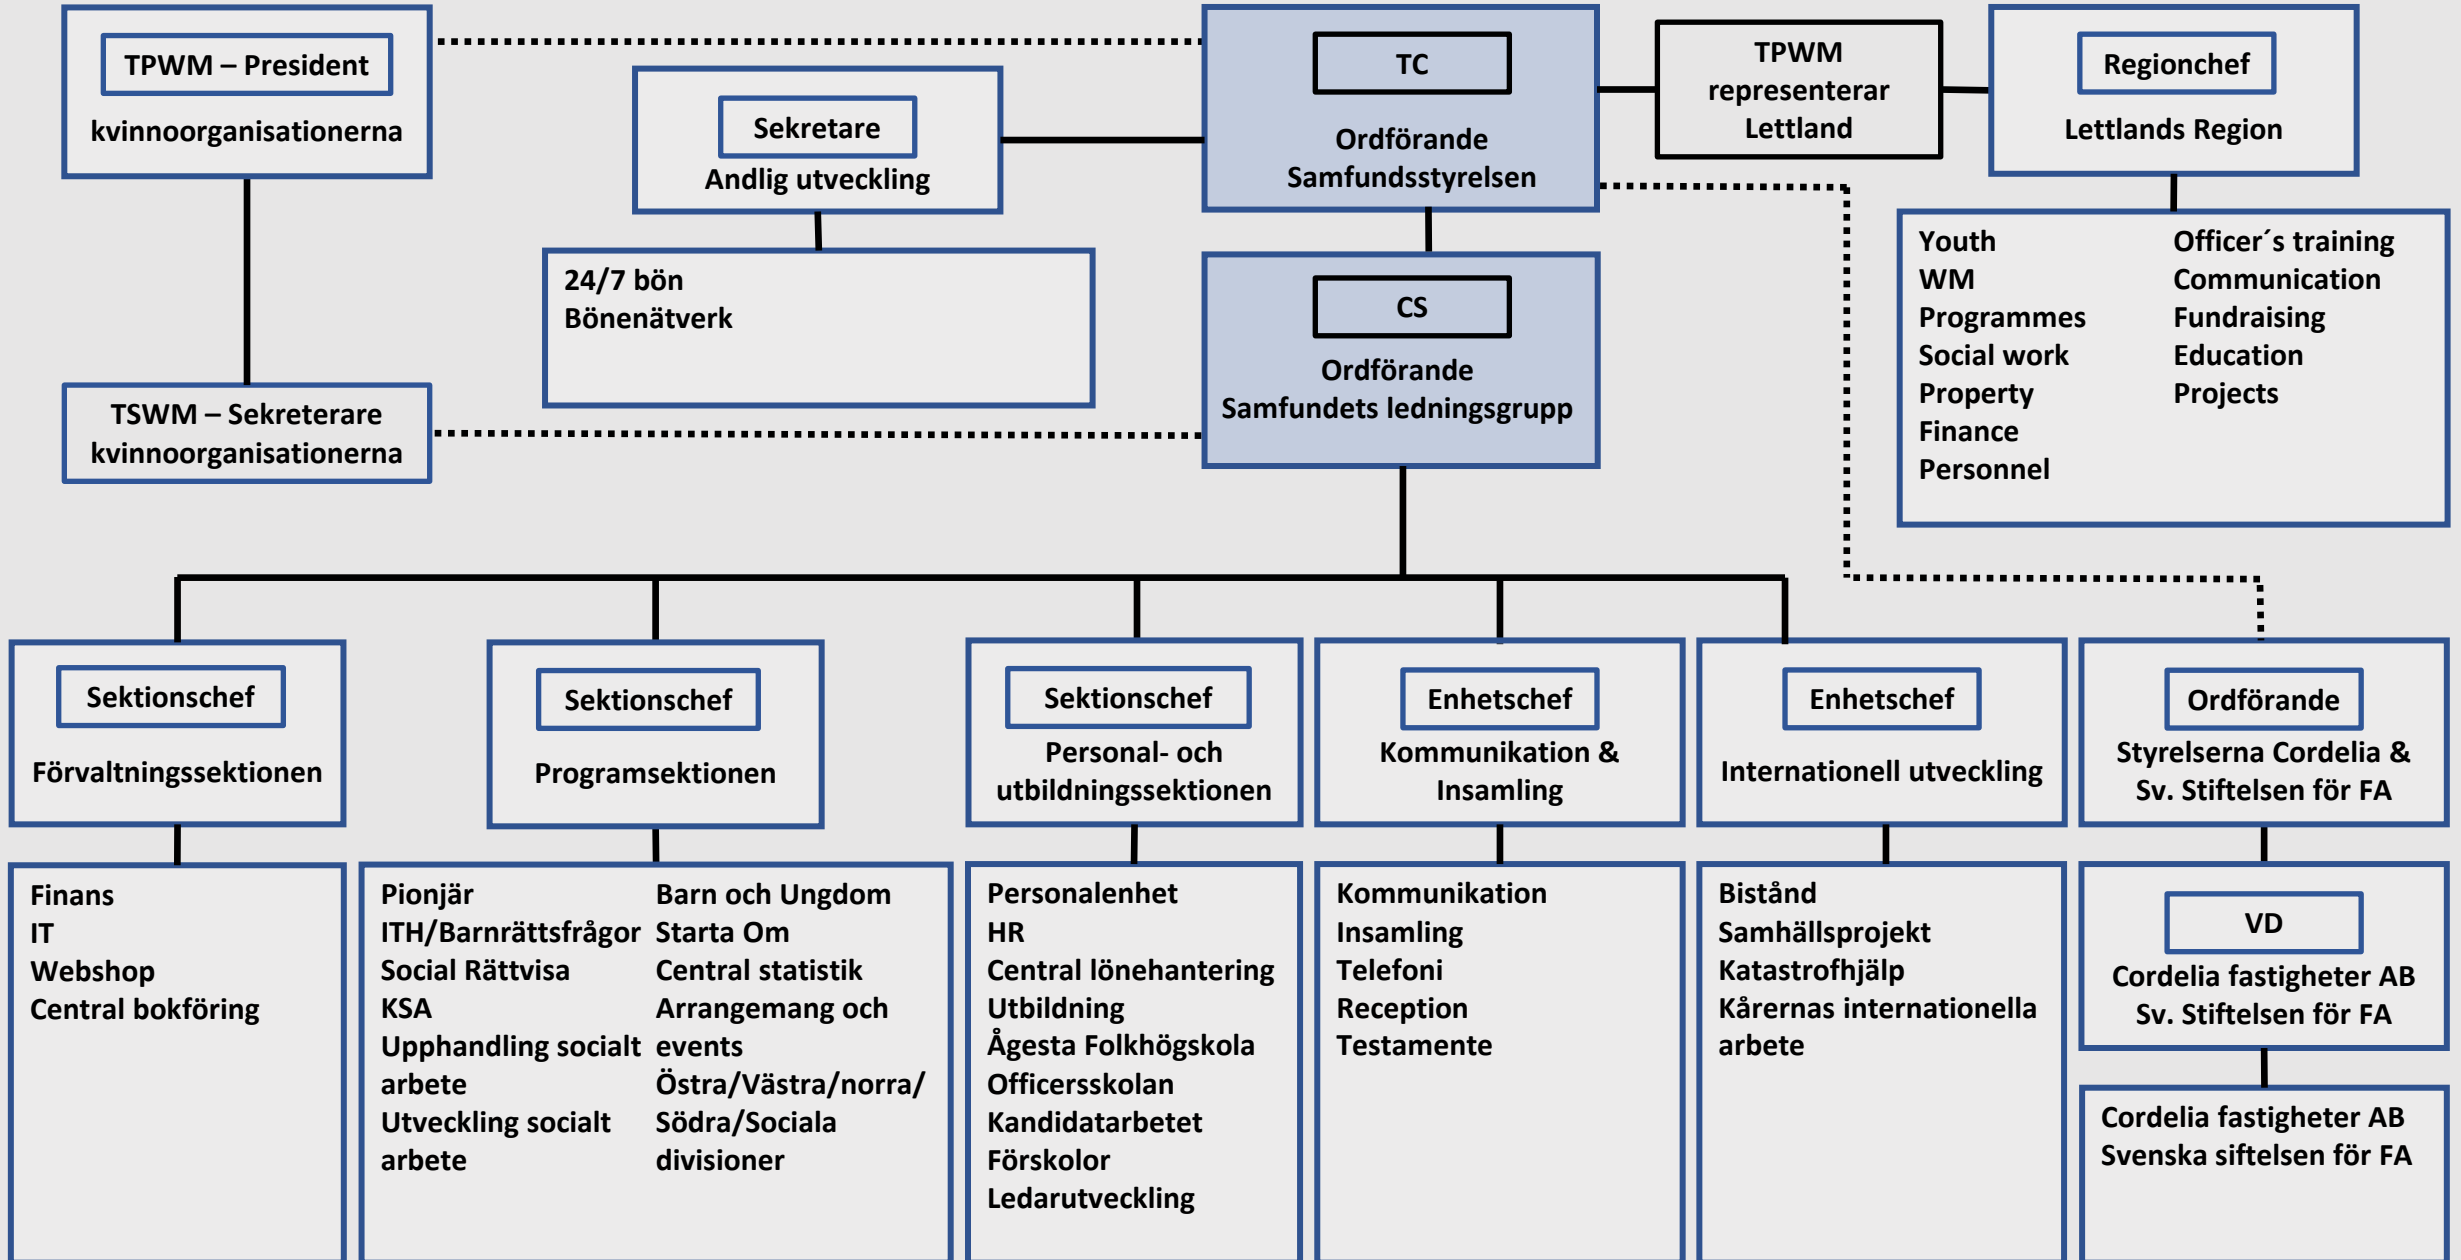 TPWM – President
kvinnoorganisationerna
TSWM – Sekreterare
kvinnoorganisationerna
Sekretare
Andlig utveckling
24/7 bön
Bönenätverk
TC
Ordförande
Samfundsstyrelsen
CS
Ordförande
Samfundets ledningsgrupp
TPWM
representerar
Lettland
Regionchef
Lettlands Region
Youth
WM
Programmes
Social work
Property
Finance
Personnel
Officer´s training
Communication
Fundraising
Education
Projects
Sektionschef
Förvaltningssektionen
Finans
IT
Webshop
Central bokföring
Sektionschef
Programsektionen
Pionjär
ITH/Barnrättsfrågor
Social Rättvisa
KSA
Upphandling socialt
arbete
Utveckling socialt
arbete
Barn och Ungdom
Starta Om
Central statistik
Arrangemang och
events
Östra/Västra/norra/
Södra/Sociala
divisioner
Sektionschef
Personal- och
utbildningssektionen
Personalenhet
HR
Central lönehantering
Utbildning
Ågesta Folkhögskola
Officersskolan
Kandidatarbetet
Förskolor
Ledarutveckling
Enhetschef
Kommunikation &
Insamling
Kommunikation
Insamling
Telefoni
Reception
Testamente
Enhetschef
Internationell utveckling
Bistånd
Samhällsprojekt
Katastrofhjälp
Kårernas internationella
arbete
Ordförande
Styrelserna Cordelia &
Sv. Stiftelsen för FA
VD
Cordelia fastigheter AB
Sv. Stiftelsen för FA
Cordelia fastigheter AB
Svenska siftelsen för FA